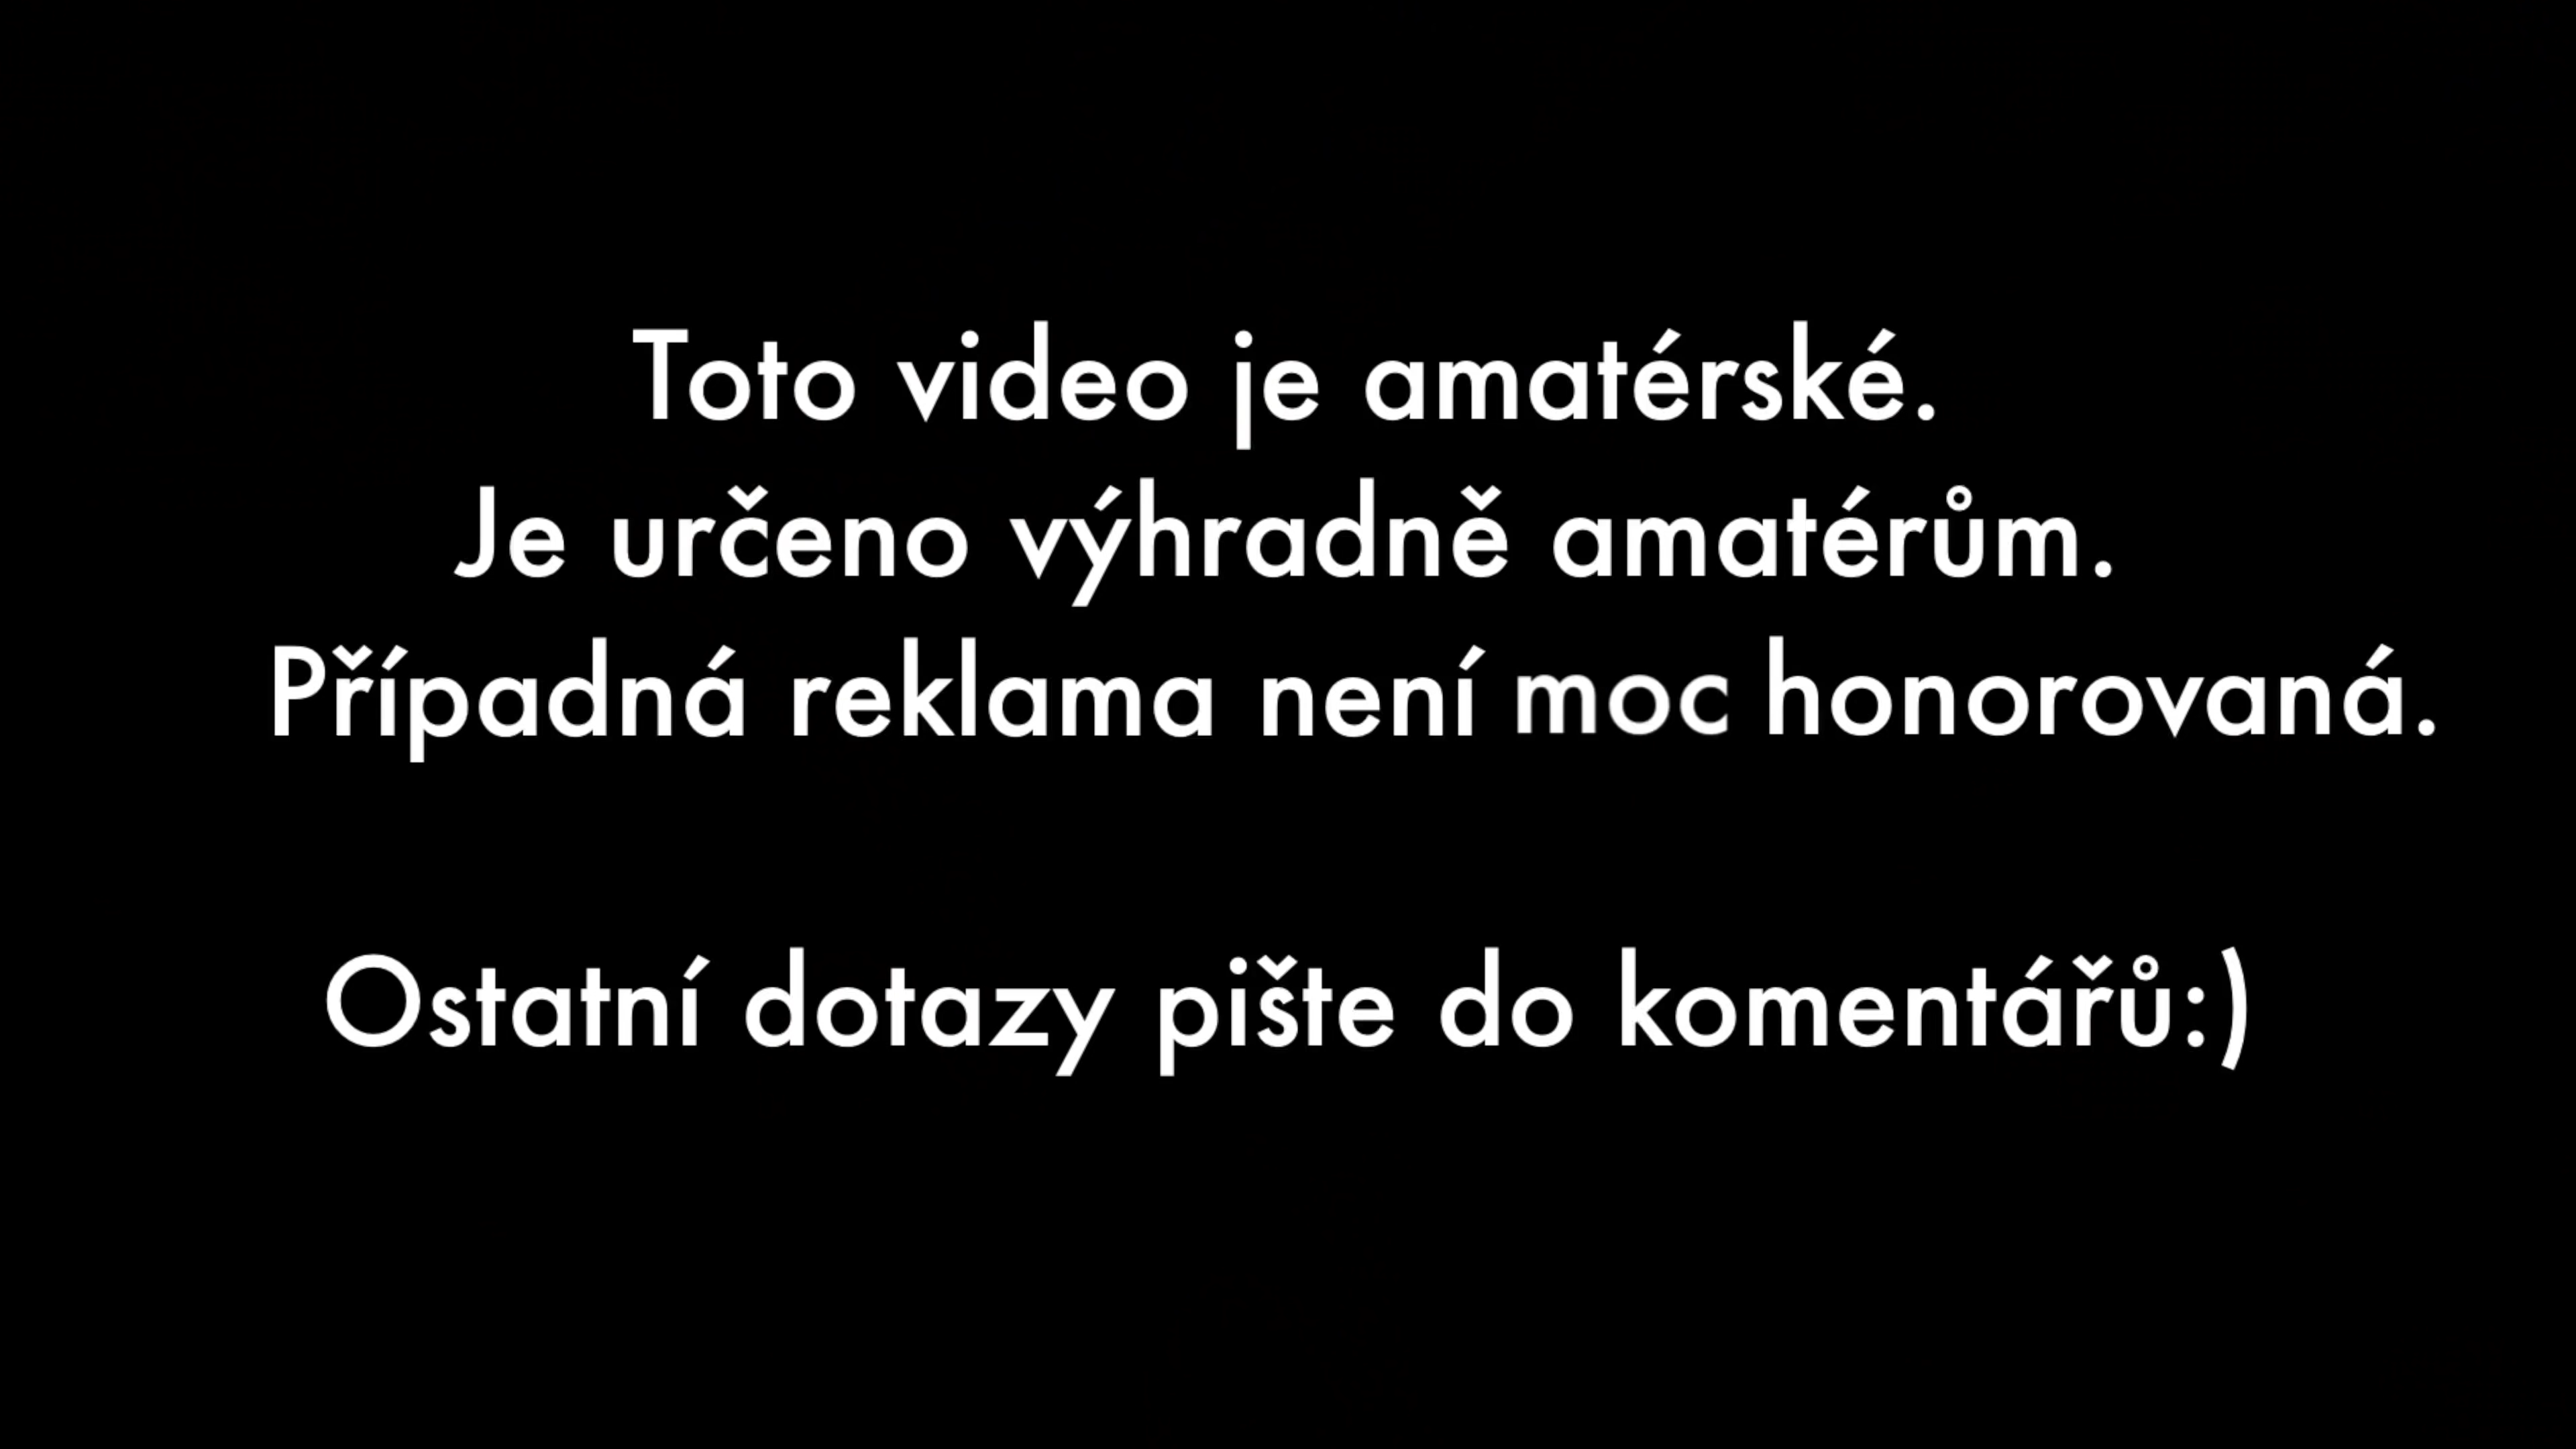 Toto video je amatérské.
Je určeno výhradně amatérům.
Případná reklama není moc honorovaná.
Ostatní dotazy pište do komentářů:)